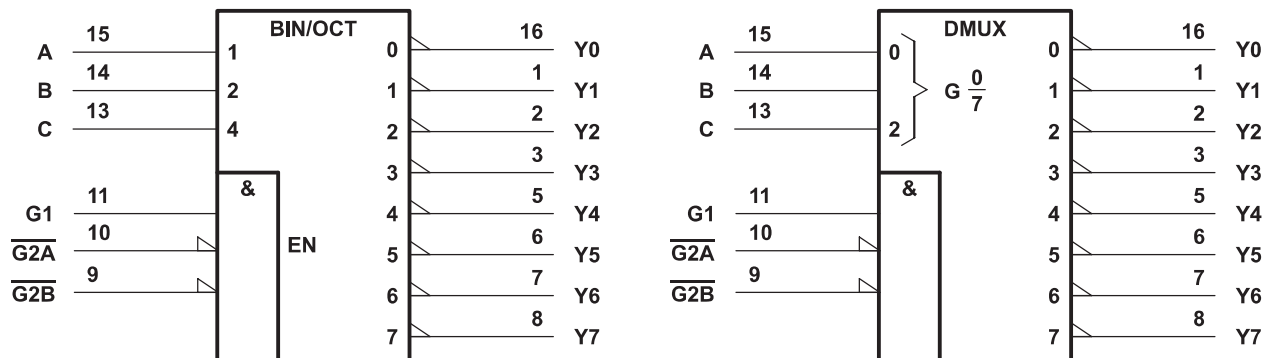 BIN/OCT
15 16
A 1 0 Y0
14 1
B 2 1 Y1
13 2
C 4 2 Y2
3
3 Y3
&
11 5
G1 4 Y4
10 6
G2A EN 5 Y5
9 7
G2B 6 Y6
8
7 Y7
DMUX
15 16
A 0 0 Y0
14 1
B G 0/7 1 Y1
13 2
C 2 2 Y2
3
3 Y3
&
11 5
G1 4 Y4
10 6
G2A 5 Y5
9 7
G2B 6 Y6
8
7 Y7